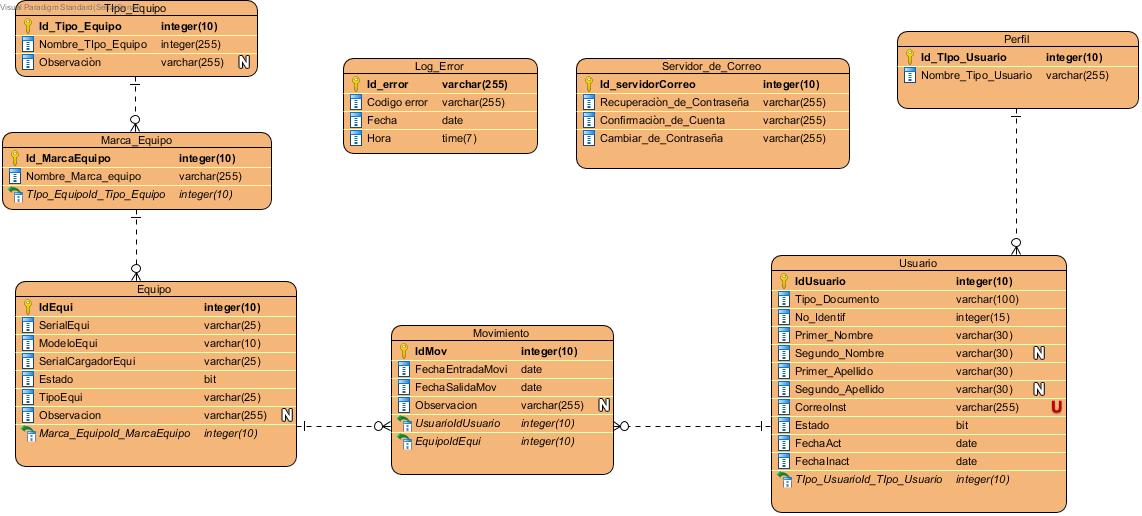 Visual Paradigm Standard(Se
TIpo_Equipo
Id_Tipo_Equipo integer(10)
Nombre_TIpo_Equipo integer(255)
Observaciòn varchar(255) N
Marca_Equipo
Id_MarcaEquipo integer(10)
Nombre_Marca_equipo varchar(255)
TIpo_EquipoId_Tipo_Equipo integer(10)
Equipo
IdEqui integer(10)
SerialEqui varchar(25)
ModeloEqui varchar(10)
SerialCargadorEqui varchar(25)
Estado bit
TipoEqui varchar(25)
Observacion varchar(255) N
Marca_EquipoId_MarcaEquipo integer(10)
Log_Error
Id_error varchar(255)
Codigo error varchar(255)
Fecha date
Hora time(7)
Servidor_de_Correo
Id_servidorCorreo integer(10)
Recuperaciòn_de_Contraseña varchar(255)
Confirmaciòn_de_Cuenta varchar(255)
Cambiar_de_Contraseña varchar(255)
Movimiento
IdMov integer(10)
FechaEntradaMovi date
FechaSalidaMov date
Observacion varchar(255) N
UsuarioIdUsuario integer(10)
EquipoIdEqui integer(10)
Perfil
Id_TIpo_Usuario integer(10)
Nombre_Tipo_Usuario varchar(255)
Usuario
IdUsuario integer(10)
Tipo_Documento varchar(100)
No_Identif integer(15)
Primer_Nombre varchar(30)
Segundo_Nombre varchar(30) N
Primer_Apellido varchar(30)
Segundo_Apellido varchar(30) N
CorreoInst varchar(255) U
Estado bit
FechaAct date
FechaInact date
TIpo_UsuarioId_TIpo_Usuario integer(10)